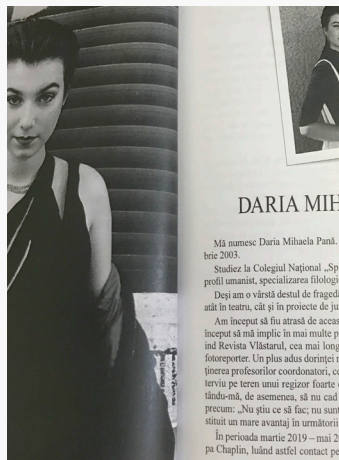 DARIA MIH
Mă numesc Daria Mihaela Pană.
brie 2003.
Studiez la Colegiul Național „Sp
profil umanist, specializarea filologi
Deși am o vârstă destul de fragedă
atât în teatru, cât și în proiecte de ju
Am început să fiu atrasă de aceas
început să mă implic în mai multe p
ind Revista Vlăstarul, cea mai long
fotoreporter. Un plus adus dorinței m
ținerea profesorilor coordonatori, co
terviu pe teren unui regizor foarte
tându-mă, de asemenea, să nu cad
precum: „Nu știu ce să fac; nu sunt
stituit un mare avantaj în următorii
În perioada martie 2019 – mai 20
pa Chaplin, luând astfel contact pe